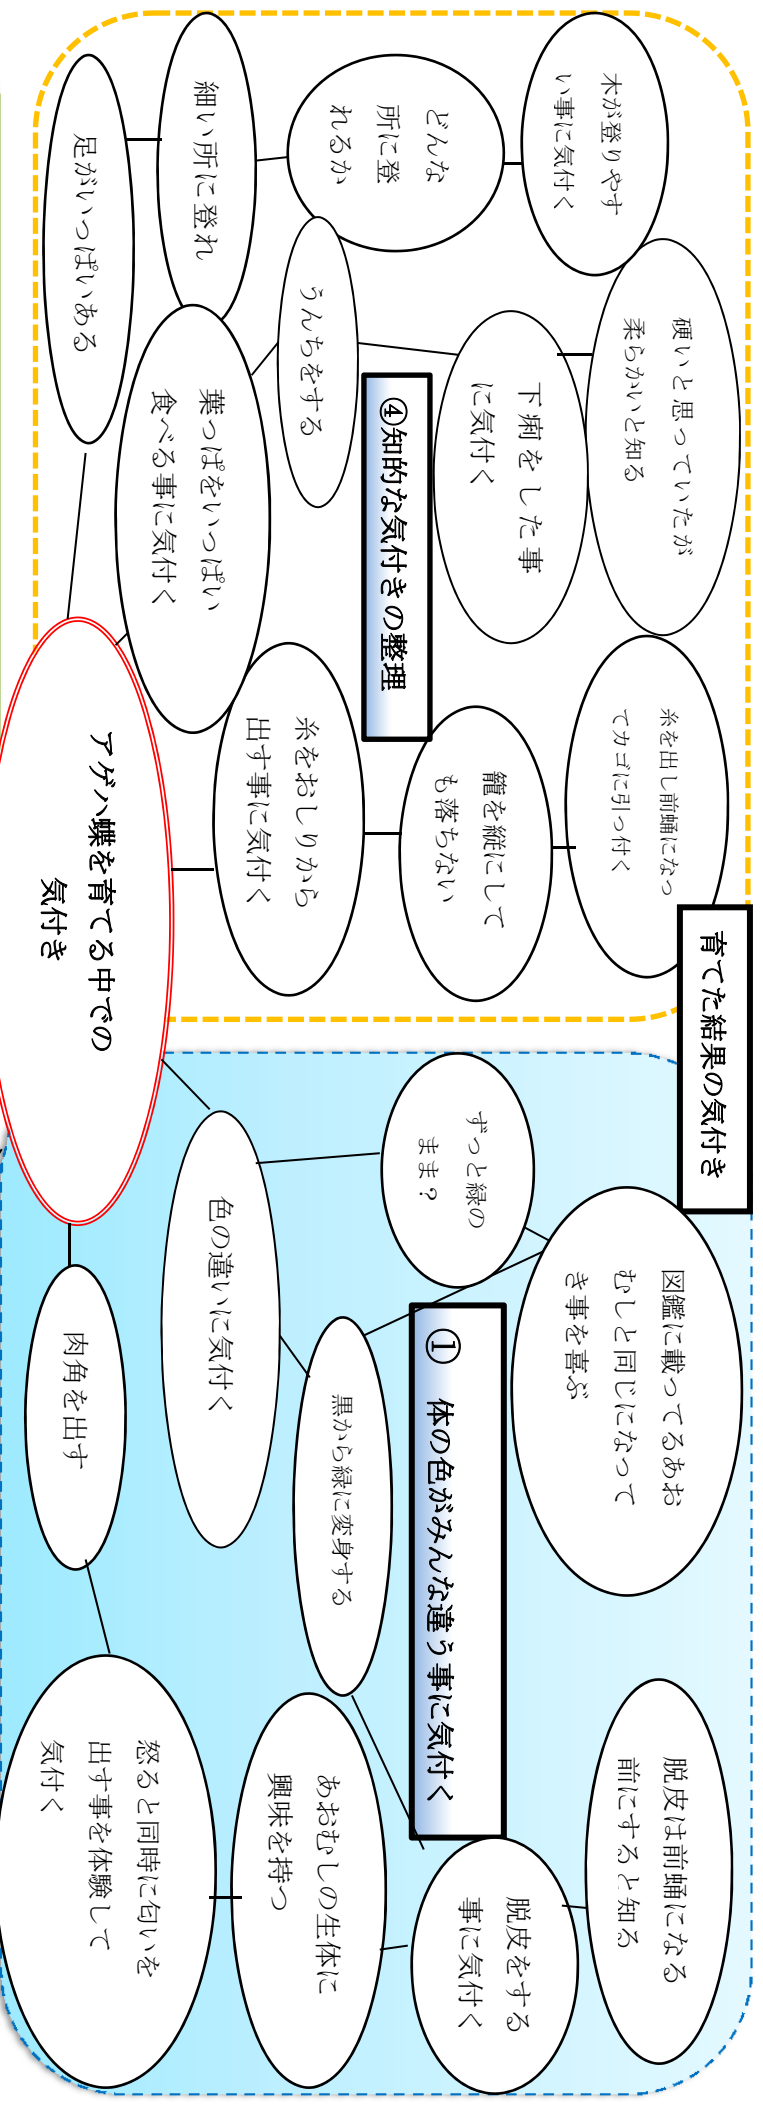 育てた結果の気付き
木が登りやす
い事に気付く
硬いと思っていたが
柔らかいと知る
糸を出し前蛹になっ
てカゴに引っ付く
図鑑に載ってるあお
むしと同じになって
き事を喜ぶ
脱皮は前蛹になる
前にすると知る
どんな
所に登
れるか
下痢をした事
に気付く
籠を縦にして
も落ちない
ずっと緑の
まま?
① 体の色がみんな違う事に気付く
脱皮をする
事に気付く
④知的な気付きの整理
細い所に登れ
うんちをする
糸をおしりから
出す事に気付く
黒から緑に変身する
あおむしの生体に
興味を持つ
足がいっぱいある
葉っぱをいっぱい
食べる事に気付く
色の違いに気付く
アゲハ蝶を育てる中での
気付き
肉角を出す
怒ると同時に匂いを
出す事を体験して
気付く